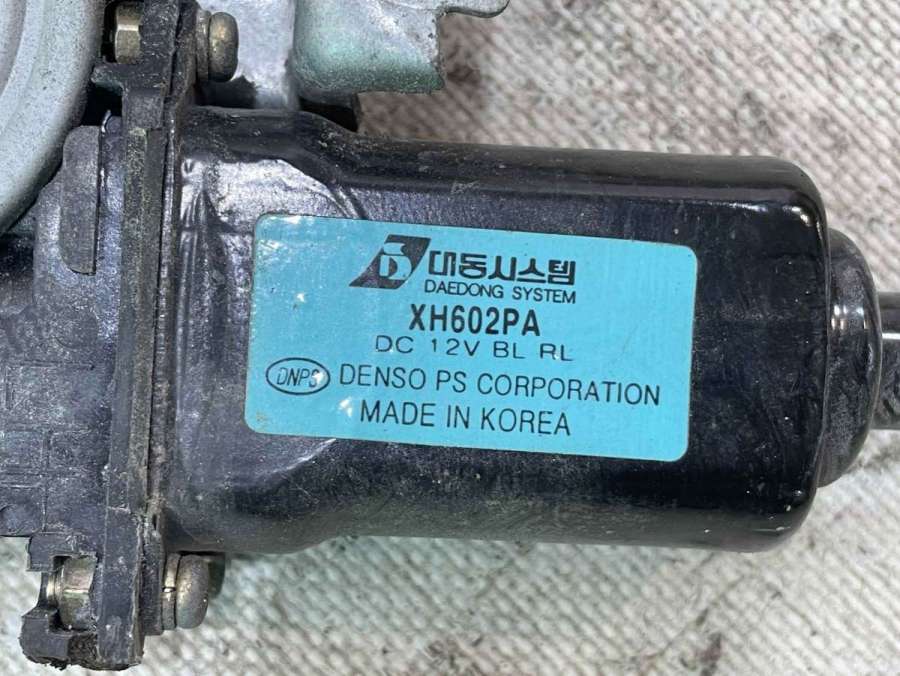 D 대동시스템
DAEDONG SYSTEM
XH602PA
DC 12V BL RL
DNPS DENSO PS CORPORATION
MADE IN KOREA